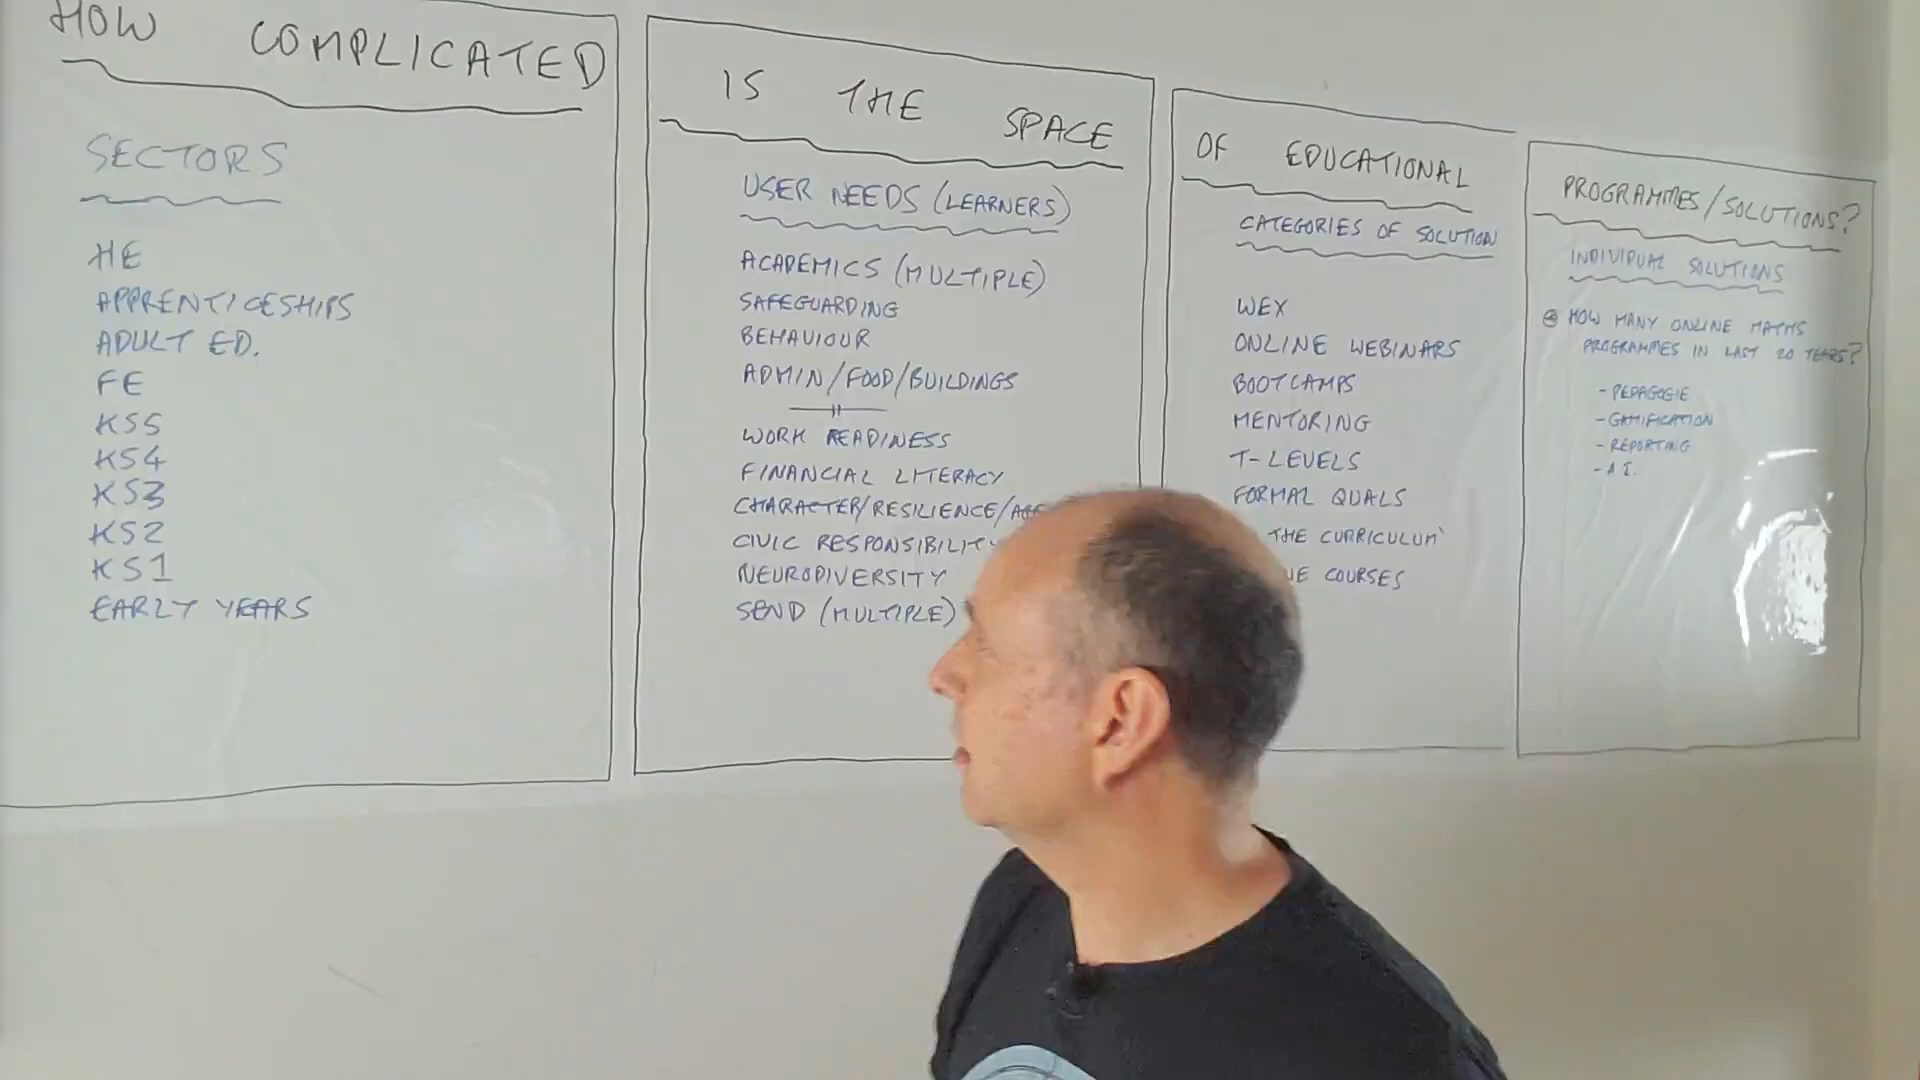 HOW COMPLICATED
SECTORS
HE
APPRENTICESHIPS
ADULT ED.
FE
KS5
KS4
KS3
KS2
KS1
EARLY YEARS
IS THE SPACE
USER NEEDS (LEARNERS)
ACADEMICS (MULTIPLE)
SAFEGUARDING
BEHAVIOUR
ADMIN/FOOD/BUILDINGS
WORK READINESS
FINANCIAL LITERACY
CHARACTER/RESILIENCE/
CIVIC RESPONSIBILITY
NEURODIVERSITY
SEND (MULTIPLE)
OF EDUCATIONAL
CATEGORIES OF SOLUTION
WEX
ONLINE WEBINARS
BOOTCAMPS
MENTORING
T-LEVELS
FORMAL QUALS
THE CURRICULUM'
COURSES
PROGRAMMES/SOLUTIONS?
INDIVIDUAL SOLUTIONS
HOW MANY ONLINE MATHS
PROGRAMMES IN LAST 20 YEARS?
- PEDAGOGIE
- GAMIFICATION
- REPORTING